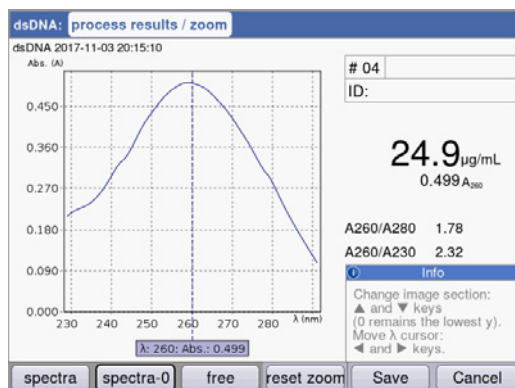 dsDNA: process results / zoom
dsDNA 2017-11-03 20:15:10
Abs. (A)
0.450
0.360
0.270
0.180
0.090
0.000
230 240 250 260 270 280 λ (nm)
λ: 260; Abs.: 0.499
# 04
ID:
24.9 µg/mL
0.499 A260
A260/A280 1.78
A260/A230 2.32
Info
Change image section:
▲ and ▼ keys
(0 remains the lowest y).
Move λ cursor:
◀ and ▶ keys.
spectra spectra-0 free reset zoom Save Cancel